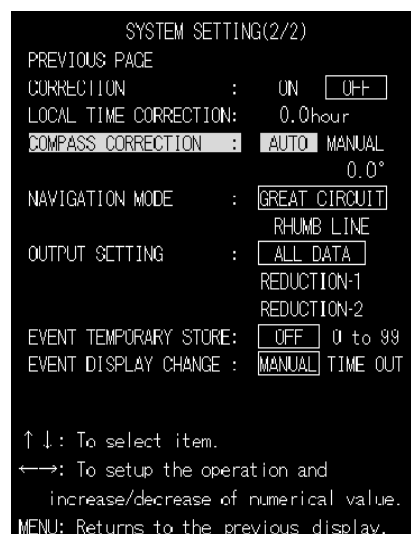 SYSTEM SETTING(2/2)
PREVIOUS PAGE
CORRECTION : ON OFF
LOCAL TIME CORRECTION: 0.0hour
COMPASS CORRECTION : AUTO MANUAL
0.0°
NAVIGATION MODE : GREAT CIRCUIT
RHUMB LINE
OUTPUT SETTING : ALL DATA
REDUCTION-1
REDUCTION-2
EVENT TEMPORARY STORE: OFF 0 to 99
EVENT DISPLAY CHANGE : MANUAL TIME OUT
↑↓: To select item.
←→: To setup the operation and
increase/decrease of numerical value.
MENU: Returns to the previous display.